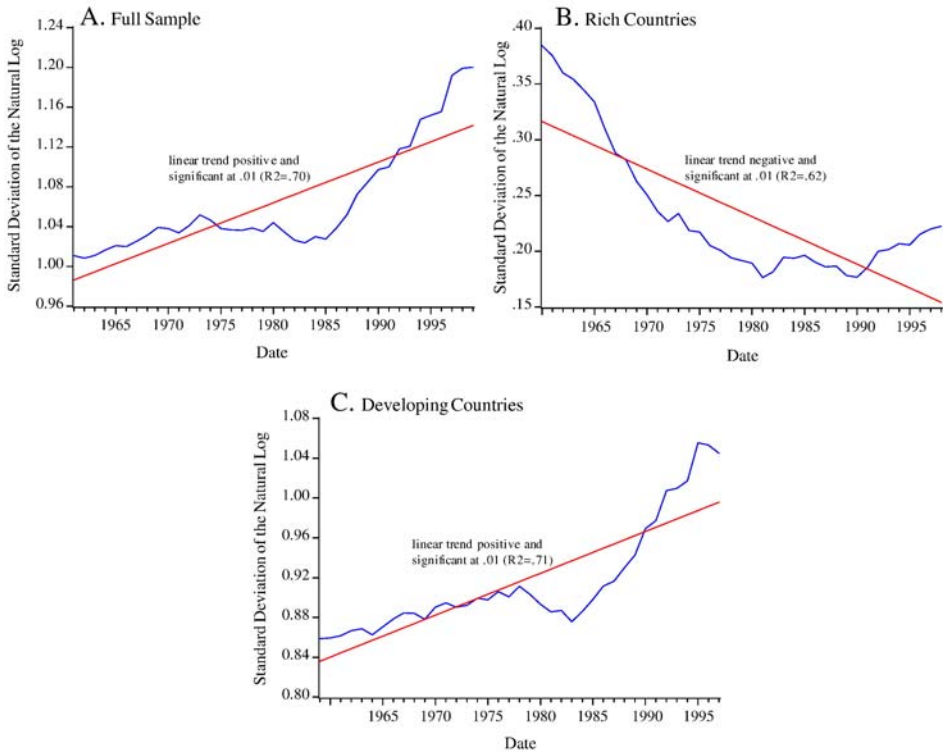 A. Full Sample
Standard Deviation of the Natural Log
1.24
1.20
1.16
1.12
1.08
1.04
1.00
0.96
linear trend positive and
significant at .01 (R2=.70)
1965 1970 1975 1980 1985 1990 1995
Date
B. Rich Countries
Standard Deviation of the Natural Log
.40
.35
.30
.25
.20
.15
linear trend negative and
significant at .01 (R2=.62)
1965 1970 1975 1980 1985 1990 1995
Date
C. Developing Countries
Standard Deviation of the Natural Log
1.08
1.04
1.00
0.96
0.92
0.88
0.84
0.80
linear trend positive and
significant at .01 (R2=.71)
1965 1970 1975 1980 1985 1990 1995
Date